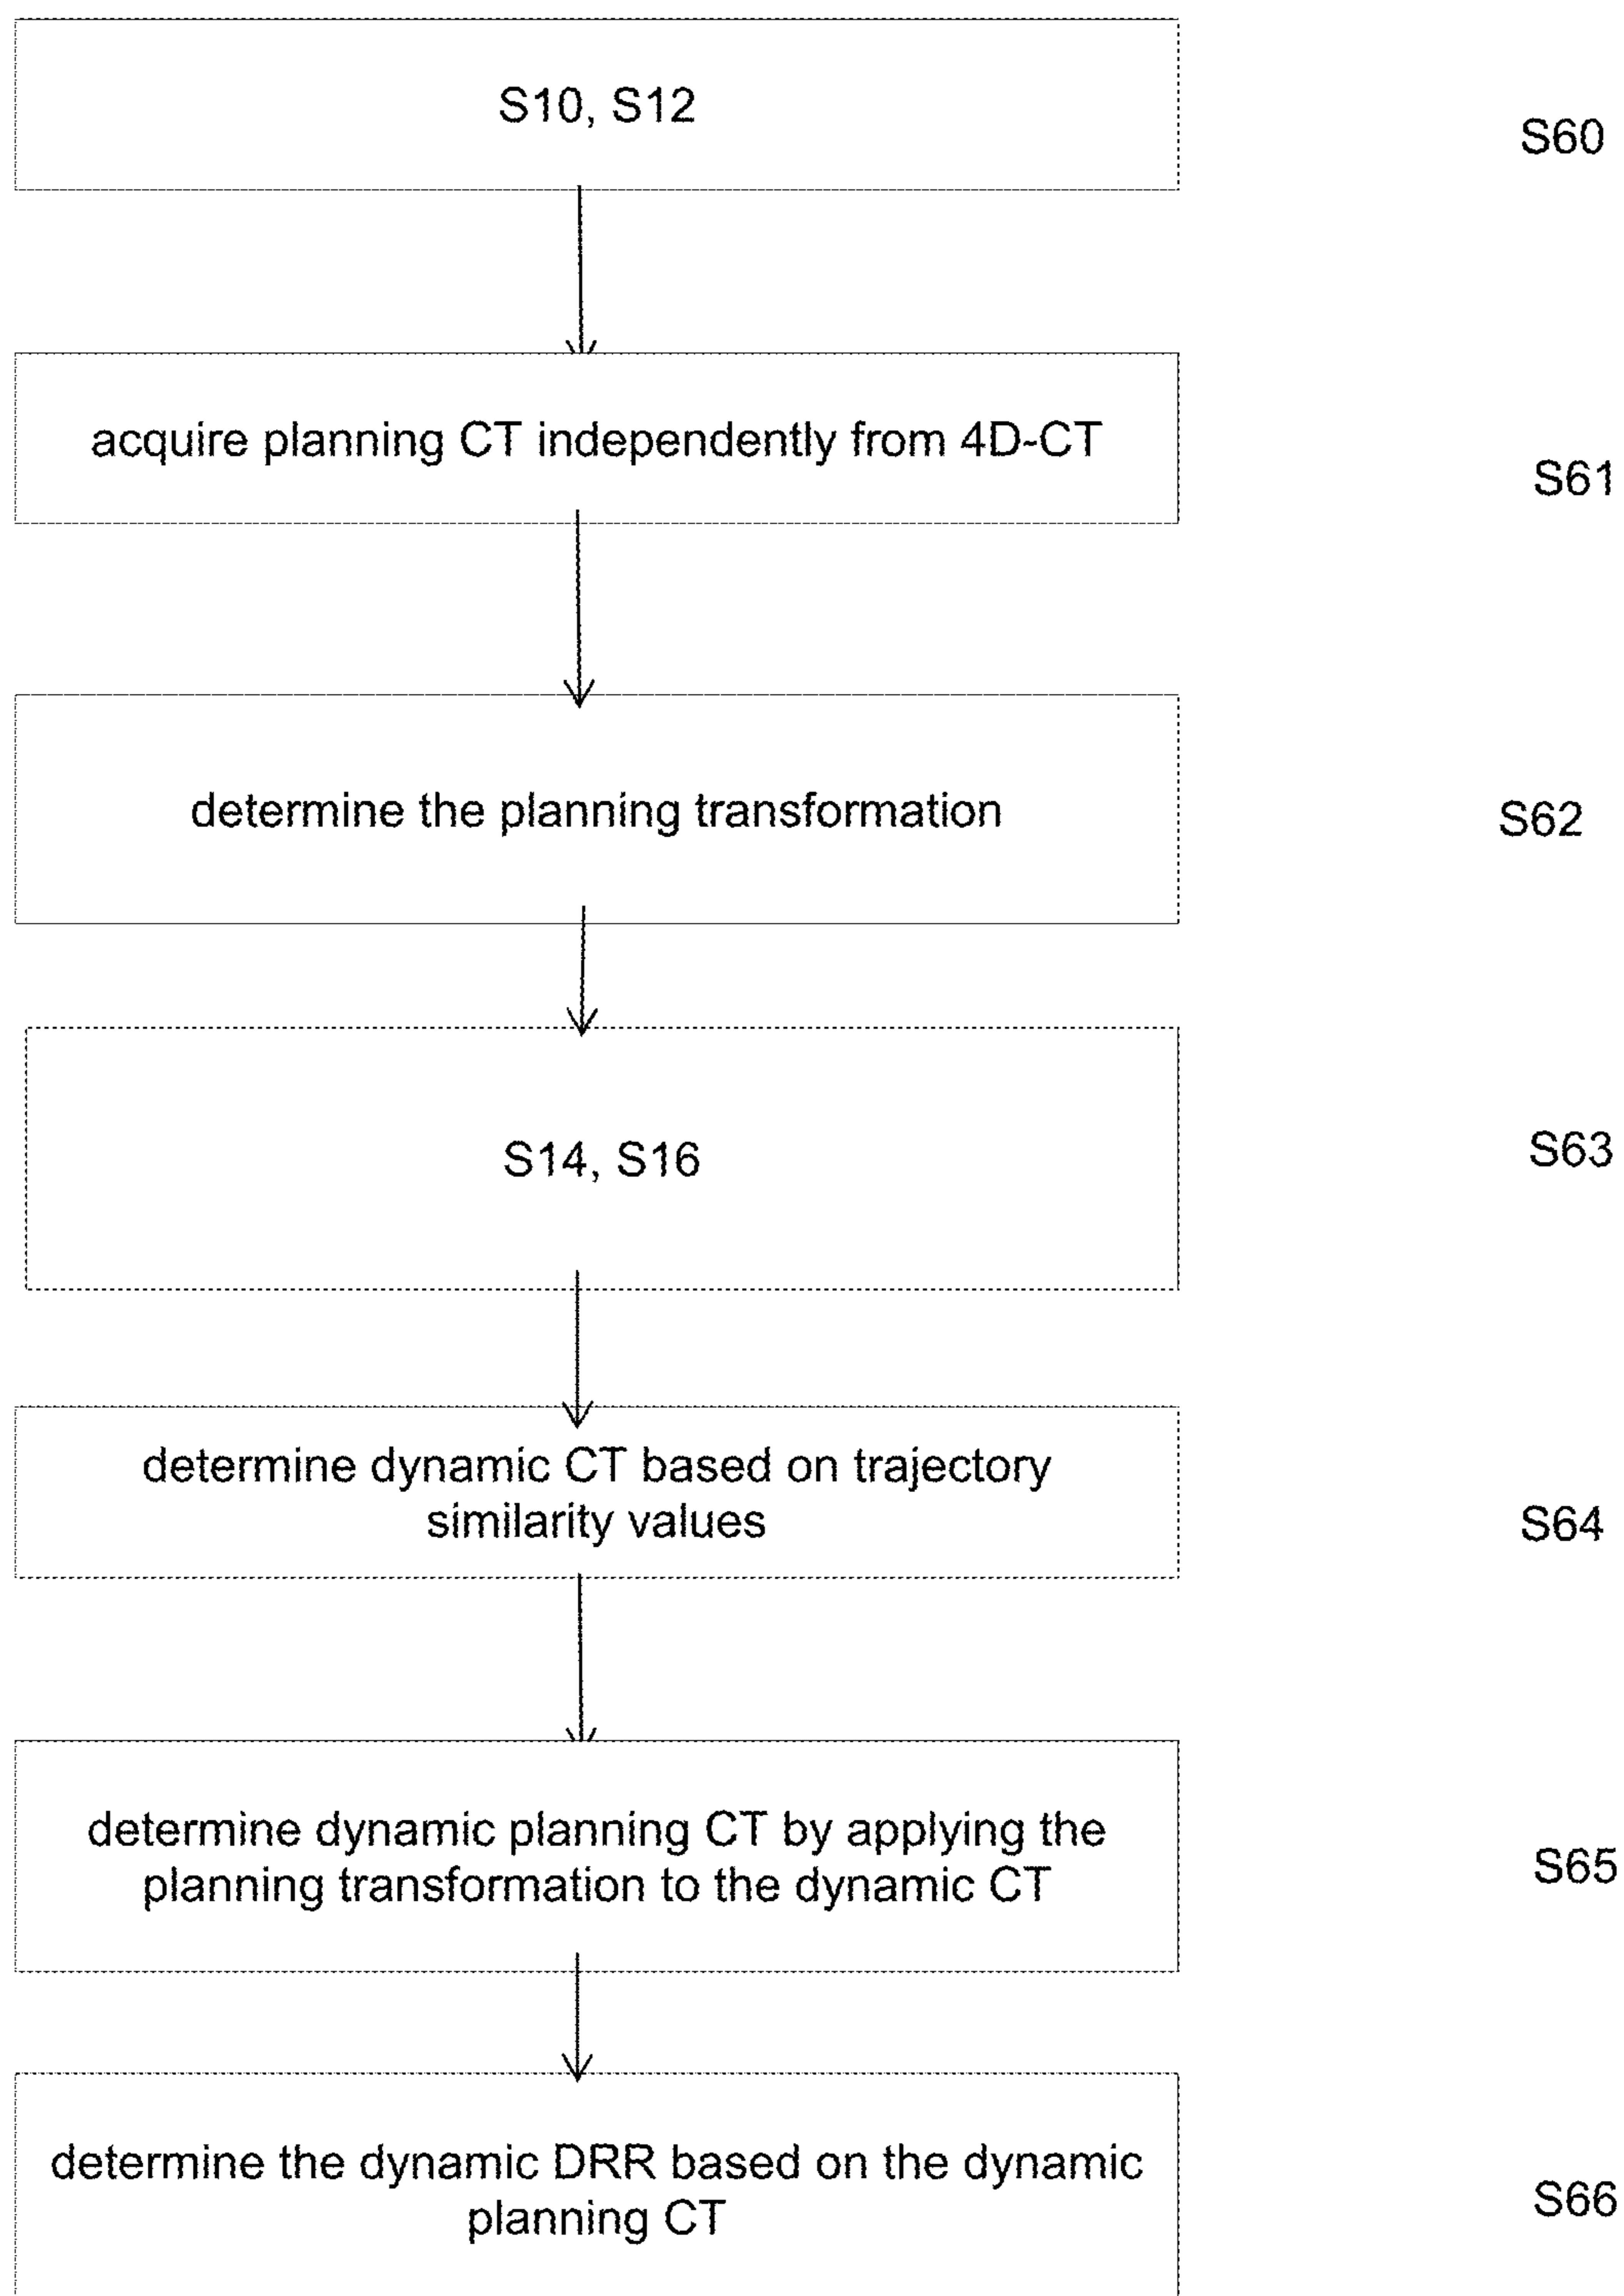 S10, S12
S60
acquire planning CT independently from 4D-CT
S61
determine the planning transformation
S62
S14, S16
S63
determine dynamic CT based on trajectory
similarity values
S64
determine dynamic planning CT by applying the
planning transformation to the dynamic CT
S65
determine the dynamic DRR based on the dynamic
planning CT
S66